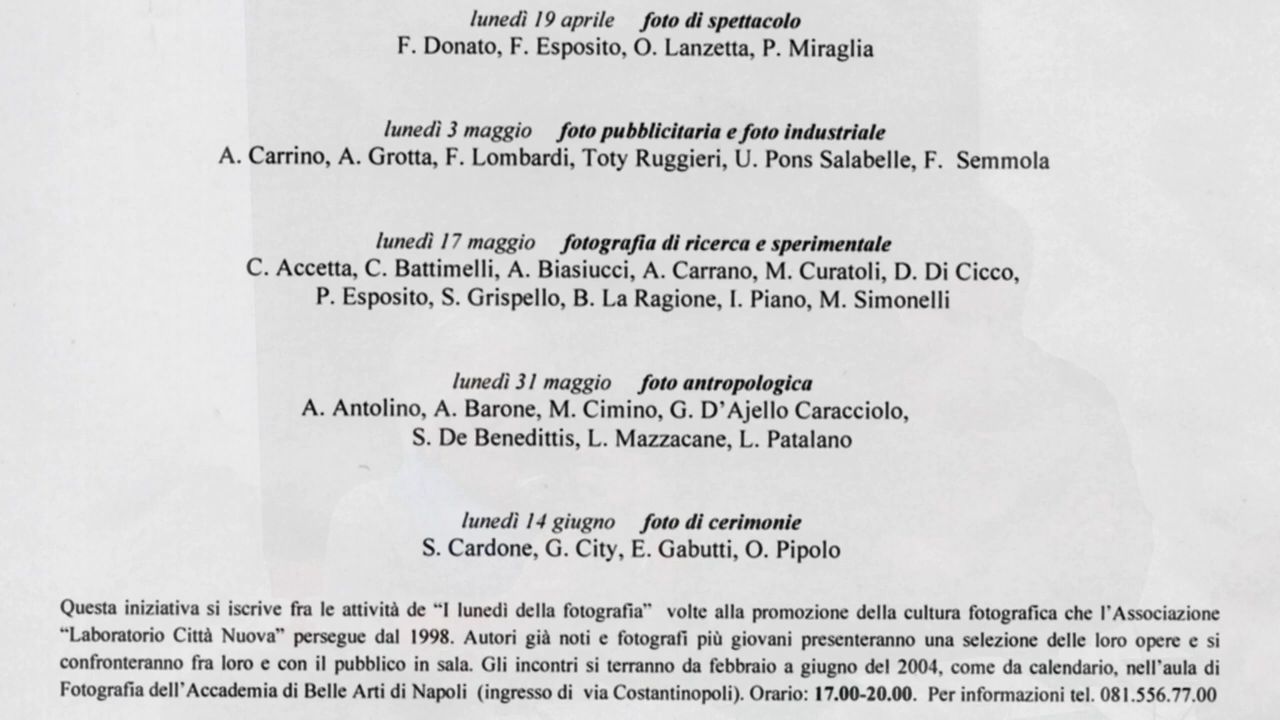 lunedì 19 aprile foto di spettacolo
F. Donato, F. Esposito, O. Lanzetta, P. Miraglia
lunedì 3 maggio foto pubblicitaria e foto industriale
A. Carrino, A. Grotta, F. Lombardi, Toty Ruggieri, U. Pons Salabelle, F. Semmola
lunedì 17 maggio fotografia di ricerca e sperimentale
C. Accetta, C. Battimelli, A. Biasiucci, A. Carrano, M. Curatoli, D. Di Cicco,
P. Esposito, S. Grispello, B. La Ragione, I. Piano, M. Simonelli
lunedì 31 maggio foto antropologica
A. Antolino, A. Barone, M. Cimino, G. D'Ajello Caracciolo,
S. De Benedittis, L. Mazzacane, L. Patalano
lunedì 14 giugno foto di cerimonie
S. Cardone, G. City, E. Gabutti, O. Pipolo
Questa iniziativa si iscrive fra le attività de “I lunedì della fotografia” volte alla promozione della cultura fotografica che l'Associazione
“Laboratorio Città Nuova” persegue dal 1998. Autori già noti e fotografi più giovani presenteranno una selezione delle loro opere e si
confronteranno fra loro e con il pubblico in sala. Gli incontri si terranno da febbraio a giugno del 2004, come da calendario, nell'aula di
Fotografia dell'Accademia di Belle Arti di Napoli (ingresso di via Costantinopoli). Orario: 17.00-20.00. Per informazioni tel. 081.556.77.00